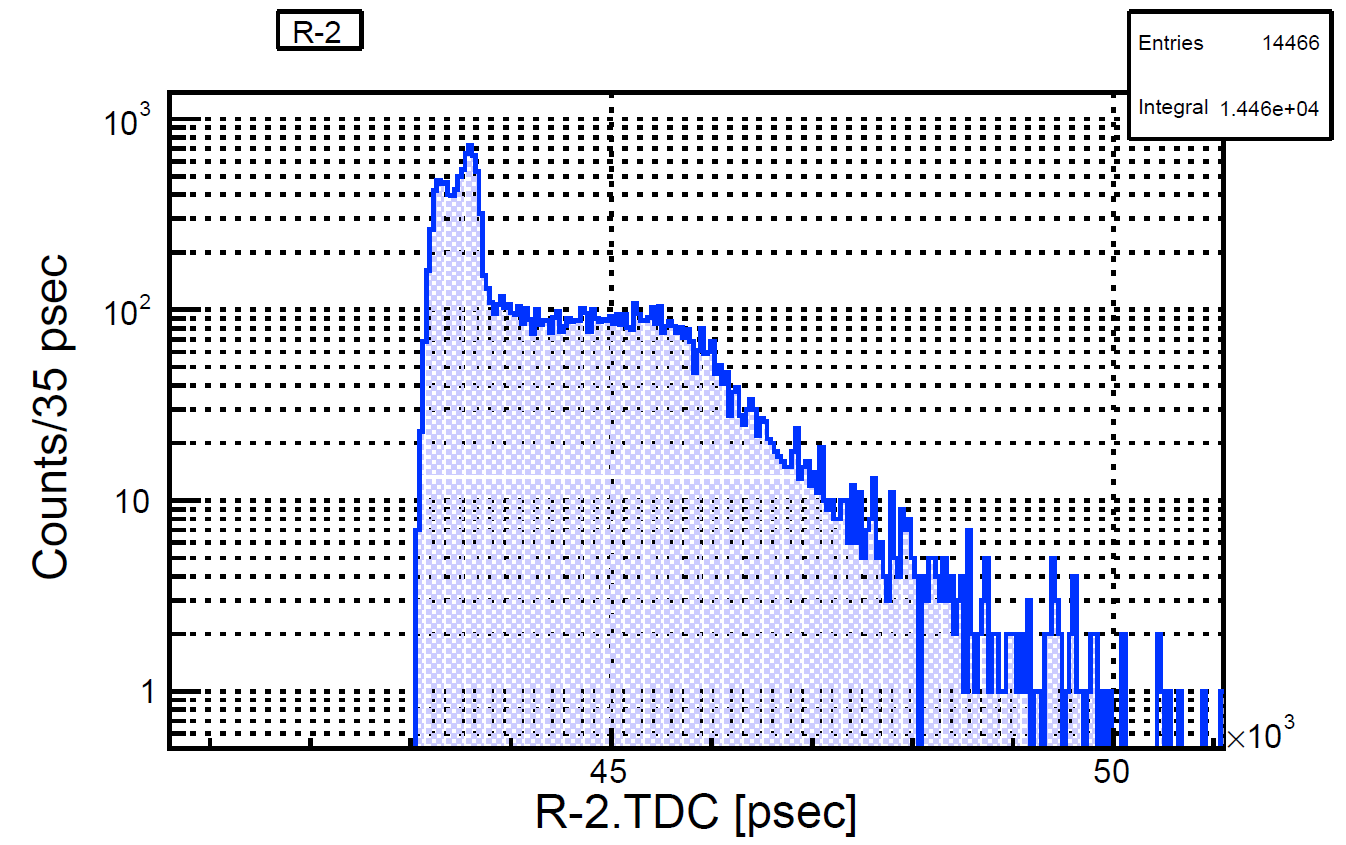 R-2
Entries 14466
Integral 1.446e+04
Counts/35 psec
10³
10²
10
1
45
50
×10³
R-2.TDC [psec]